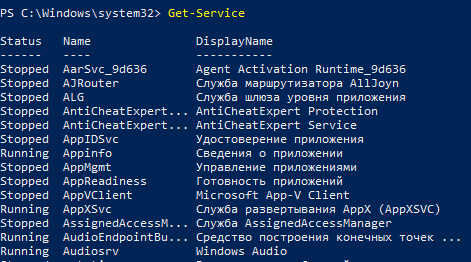 PS C:\Windows\system32> Get-Service
Status Name DisplayName
------ ---- -----------
Stopped AarSvc_9d636 Agent Activation Runtime_9d636
Stopped AJRouter Служба маршрутизатора AllJoyn
Stopped ALG Служба шлюза уровня приложения
Stopped AntiCheatExpert... AntiCheatExpert Protection
Stopped AntiCheatExpert... AntiCheatExpert Service
Stopped AppIDSvc Удостоверение приложения
Running Appinfo Сведения о приложении
Stopped AppMgmt Управление приложениями
Stopped AppReadiness Готовность приложений
Stopped AppVClient Microsoft App-V Client
Running AppXSvc Служба развертывания AppX (AppXSVC)
Stopped AssignedAccessM... Служба AssignedAccessManager
Running AudioEndpointBu... Средство построения конечных точек ...
Running Audiosrv Windows Audio